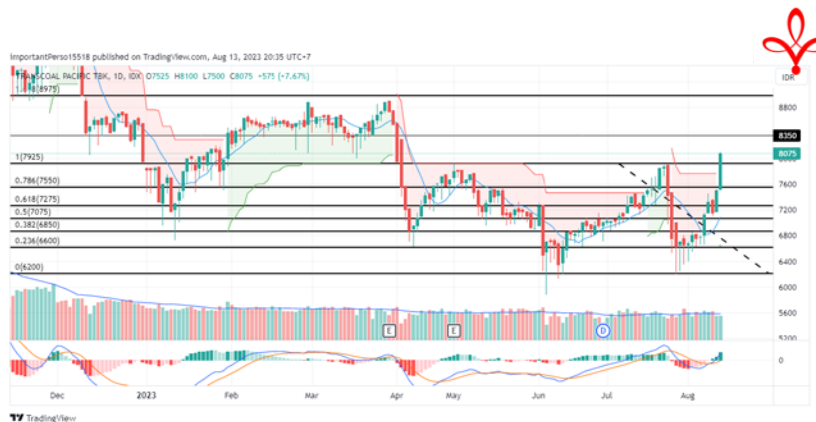 ImportantPerso15518 published on TradingView.com, Aug 13, 2023 20:35 UTC+7
TRANSCOAL PACIFIC TBK, 1D, IDX O7525 H8100 L7500 C8075 +575 (+7.67%)
IDR
8800
8350
8075
8000
7600
7200
6800
6400
6000
5600
5200
0
1(7925)
0.786(7550)
0.618(7275)
0.5(7075)
0.382(6850)
0.236(6600)
0(6200)
E
E
D
Dec 2023 Feb Mar Apr May Jun Jul Aug
TradingView